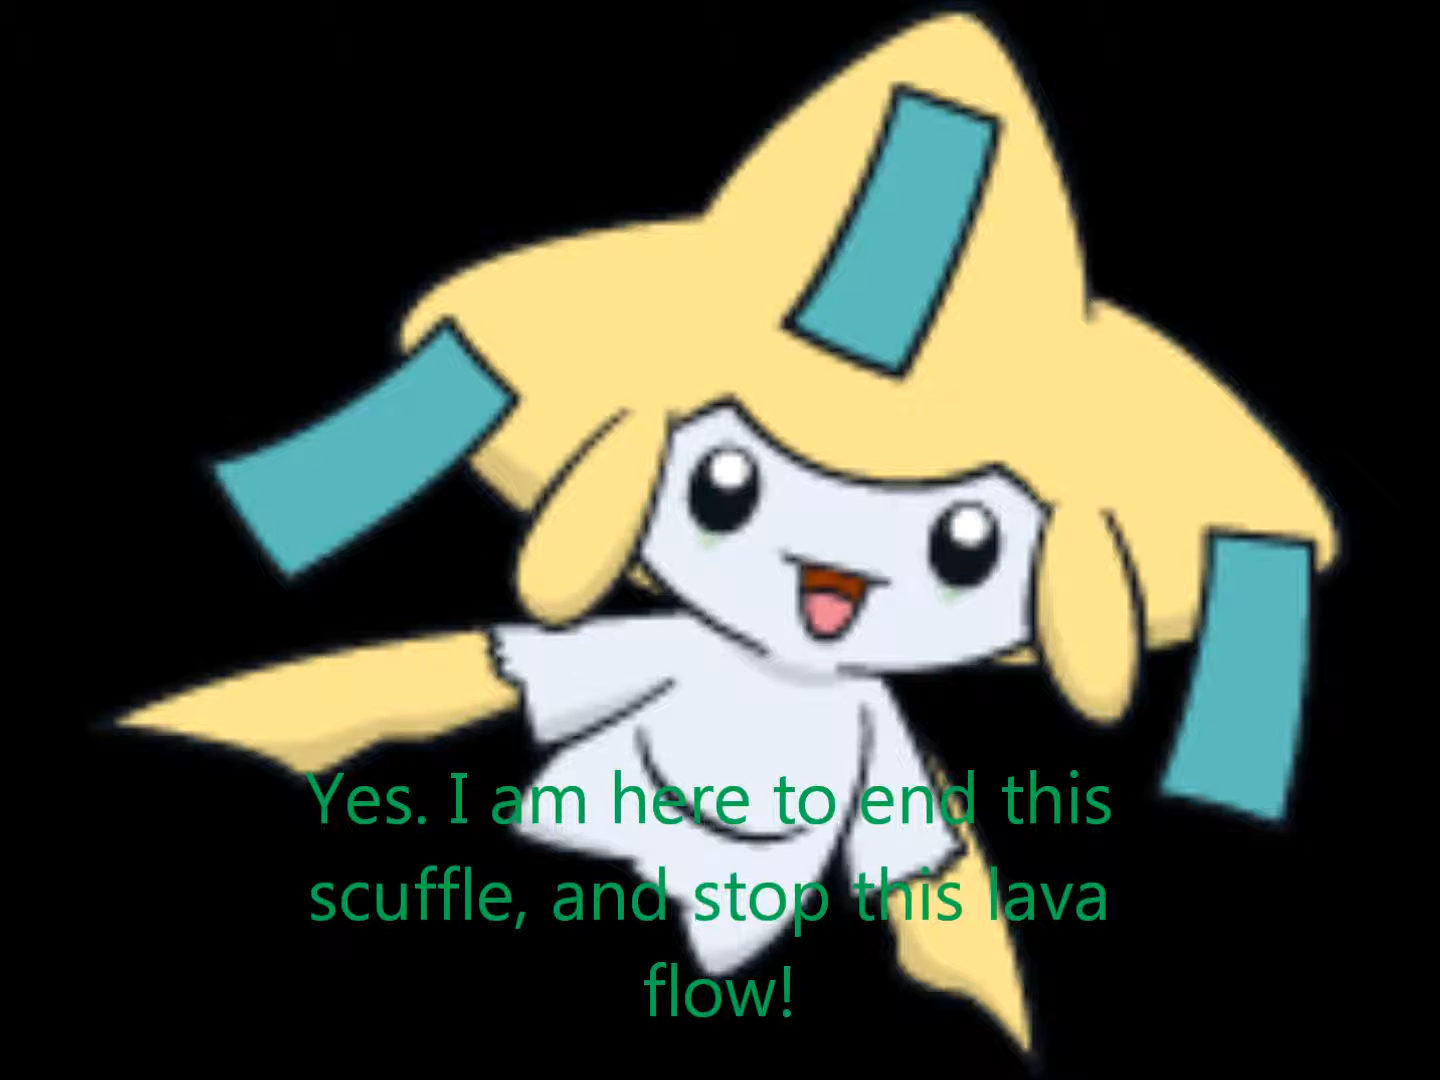 Yes. I am here to end this
scuffle, and stop this lava
flow!